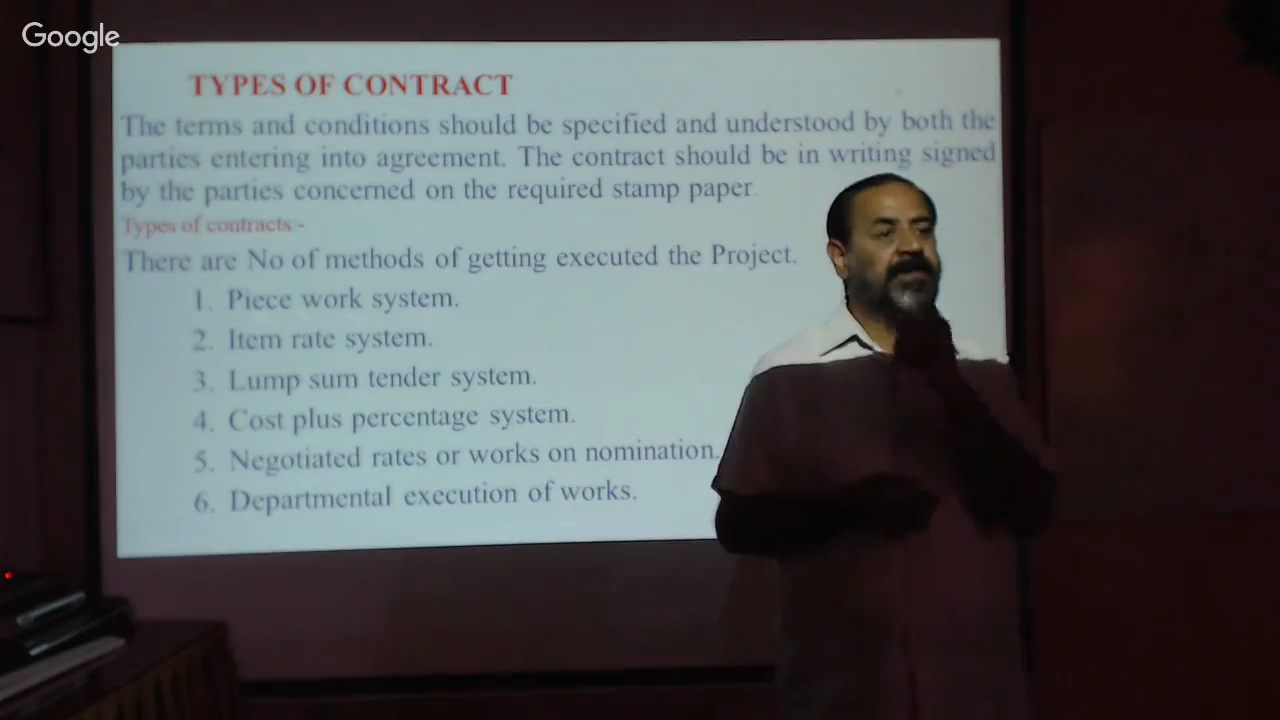 Google
TYPES OF CONTRACT
The terms and conditions should be specified and understood by both the
parties entering into agreement. The contract should be in writing signed
by the parties concerned on the required stamp paper.
Types of contracts:-
There are No of methods of getting executed the Project.
1. Piece work system.
2. Item rate system.
3. Lump sum tender system.
4. Cost plus percentage system.
5. Negotiated rates or works on nomination.
6. Departmental execution of works.